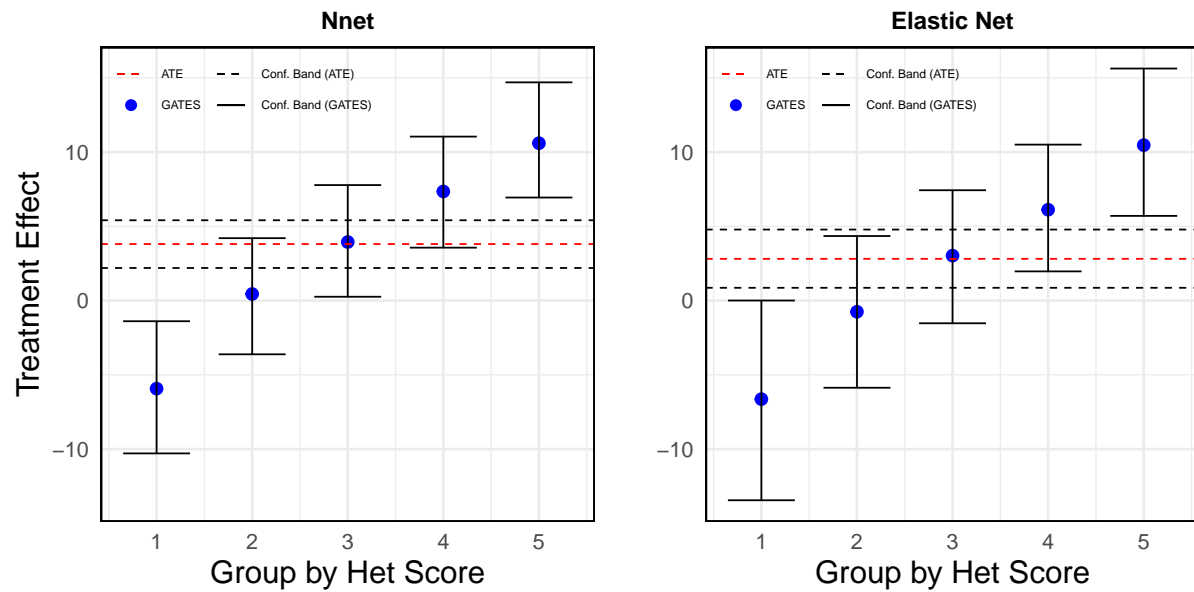 Nnet
Treatment Effect
ATE
Conf. Band (ATE)
GATES
Conf. Band (GATES)
10
0
−10
1 2 3 4 5
Group by Het Score
Elastic Net
ATE
Conf. Band (ATE)
GATES
Conf. Band (GATES)
10
0
−10
1 2 3 4 5
Group by Het Score